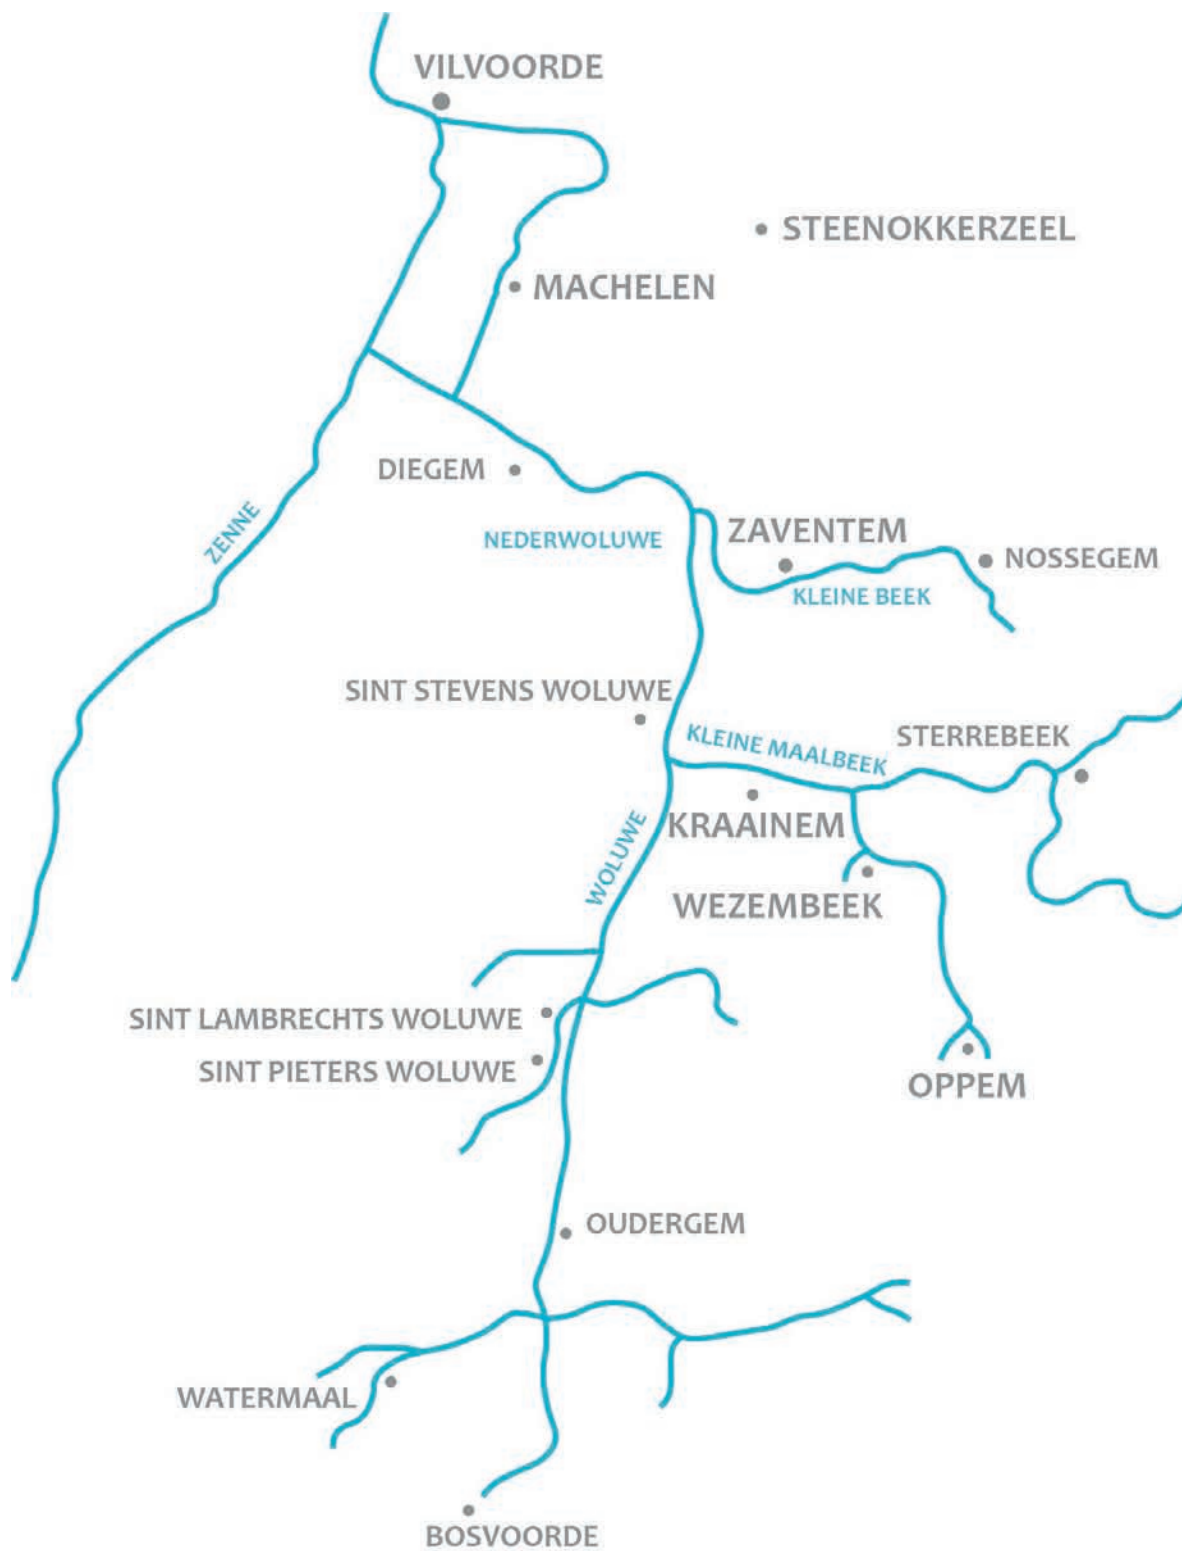 VILVOORDE
STEENOKKERZEEL
MACHELEN
DIEGEM
ZENNE
NEDERWOLUWE
ZAVENTEM
NOSSEGEM
KLEINE BEEK
SINT STEVENS WOLUWE
KLEINE MAALBEEK
STERREBEEK
KRAAINEM
WOLUWE
WEZEMBEEK
SINT LAMBRECHTS WOLUWE
SINT PIETERS WOLUWE
OPPEM
OUDERGEM
WATERMAAL
BOSVOORDE